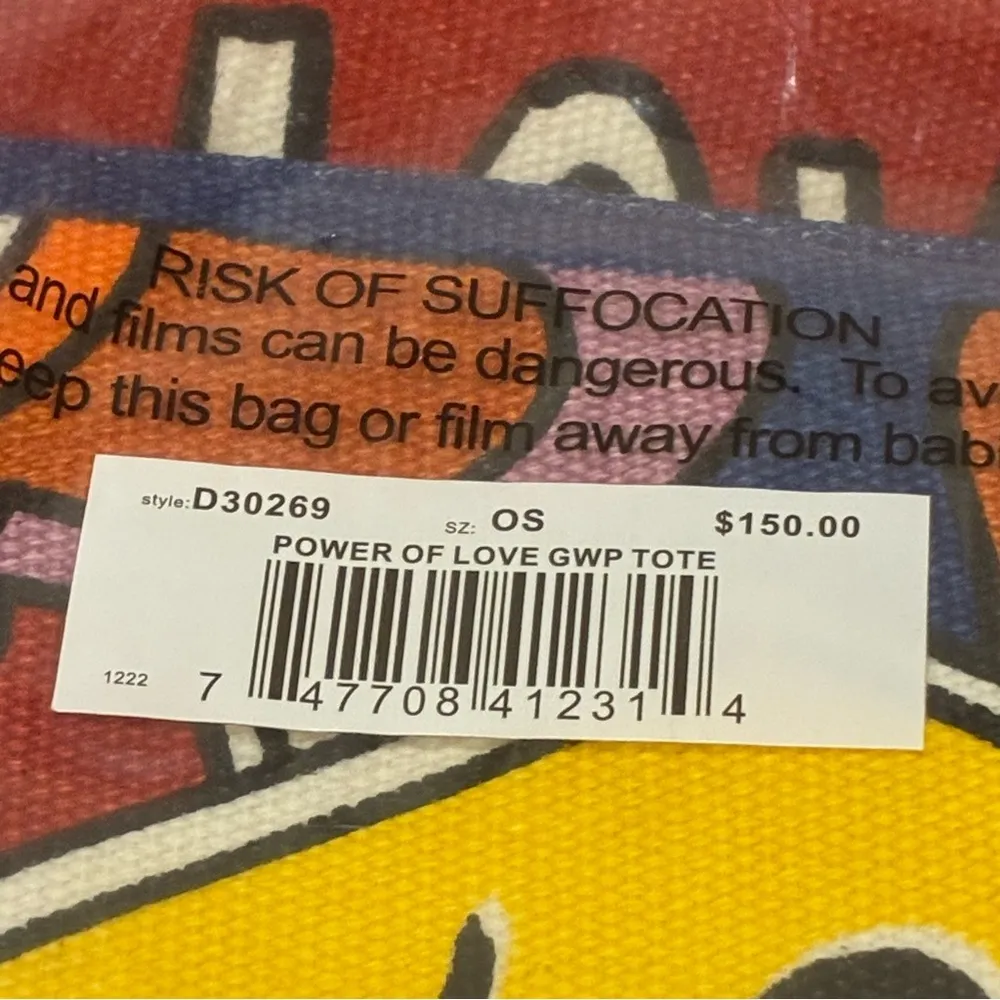 RISK OF SUFFOCATION
and films can be dangerous. To av
eep this bag or film away from bab
style:D30269 SZ: OS $150.00
POWER OF LOVE GWP TOTE
1222 7 47708 41231 4